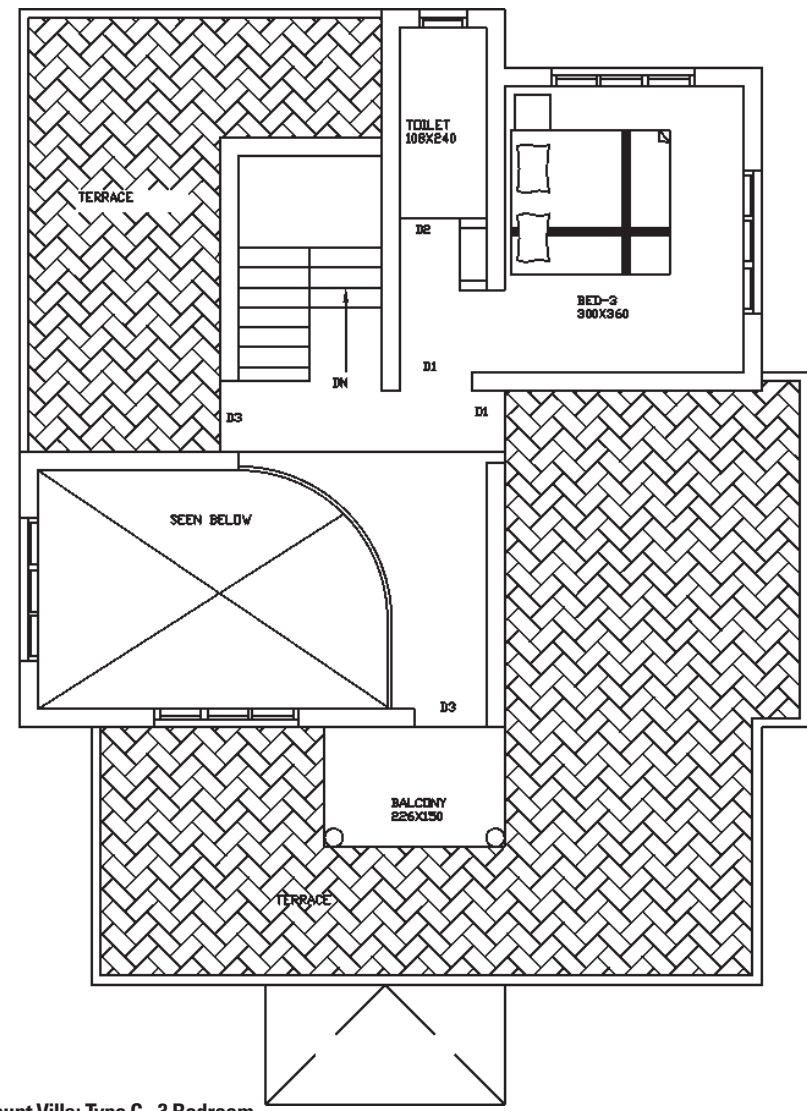 TOILET
108X240
TERRACE
D2
BED-3
300X360
D1
DN
D3
D1
SEEN BELOW
D3
BALCONY
226X150
TERRACE
Villa: Type C - 3 Bedroom